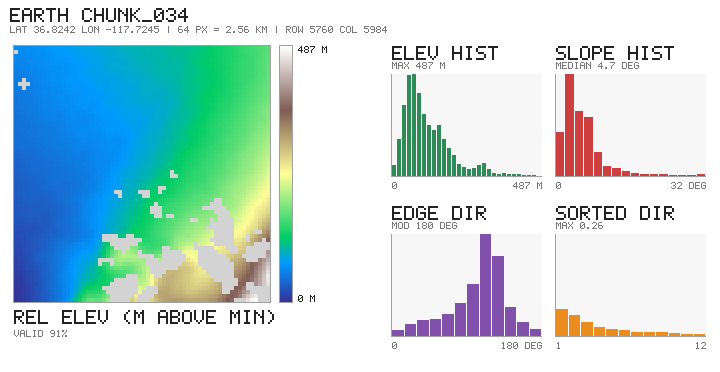 EARTH CHUNK_034
LAT 36.8242 LON -117.7245 | 64 PX = 2.56 KM | ROW 5760 COL 5984
487 M
0 M
REL ELEV (M ABOVE MIN)
VALID 91%
ELEV HIST
MAX 487 M
0 487 M
SLOPE HIST
MEDIAN 4.7 DEG
0 32 DEG
EDGE DIR
MOD 180 DEG
0 180 DEG
SORTED DIR
MAX 0.26
1 12